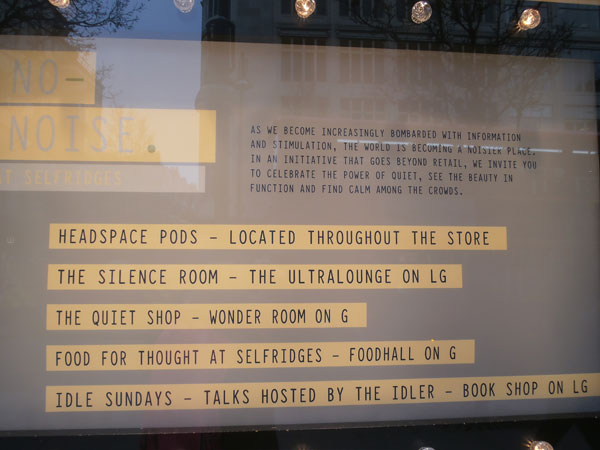 NO-
NOISE.
AT SELFRIDGES
AS WE BECOME INCREASINGLY BOMBARDED WITH INFORMATION
AND STIMULATION, THE WORLD IS BECOMING A NOISIER PLACE.
IN AN INITIATIVE THAT GOES BEYOND RETAIL, WE INVITE YOU
TO CELEBRATE THE POWER OF QUIET, SEE THE BEAUTY IN
FUNCTION AND FIND CALM AMONG THE CROWDS.
HEADSPACE PODS – LOCATED THROUGHOUT THE STORE
THE SILENCE ROOM – THE ULTRALOUNGE ON LG
THE QUIET SHOP – WONDER ROOM ON G
FOOD FOR THOUGHT AT SELFRIDGES – FOODHALL ON G
IDLE SUNDAYS – TALKS HOSTED BY THE IDLER – BOOK SHOP ON LG